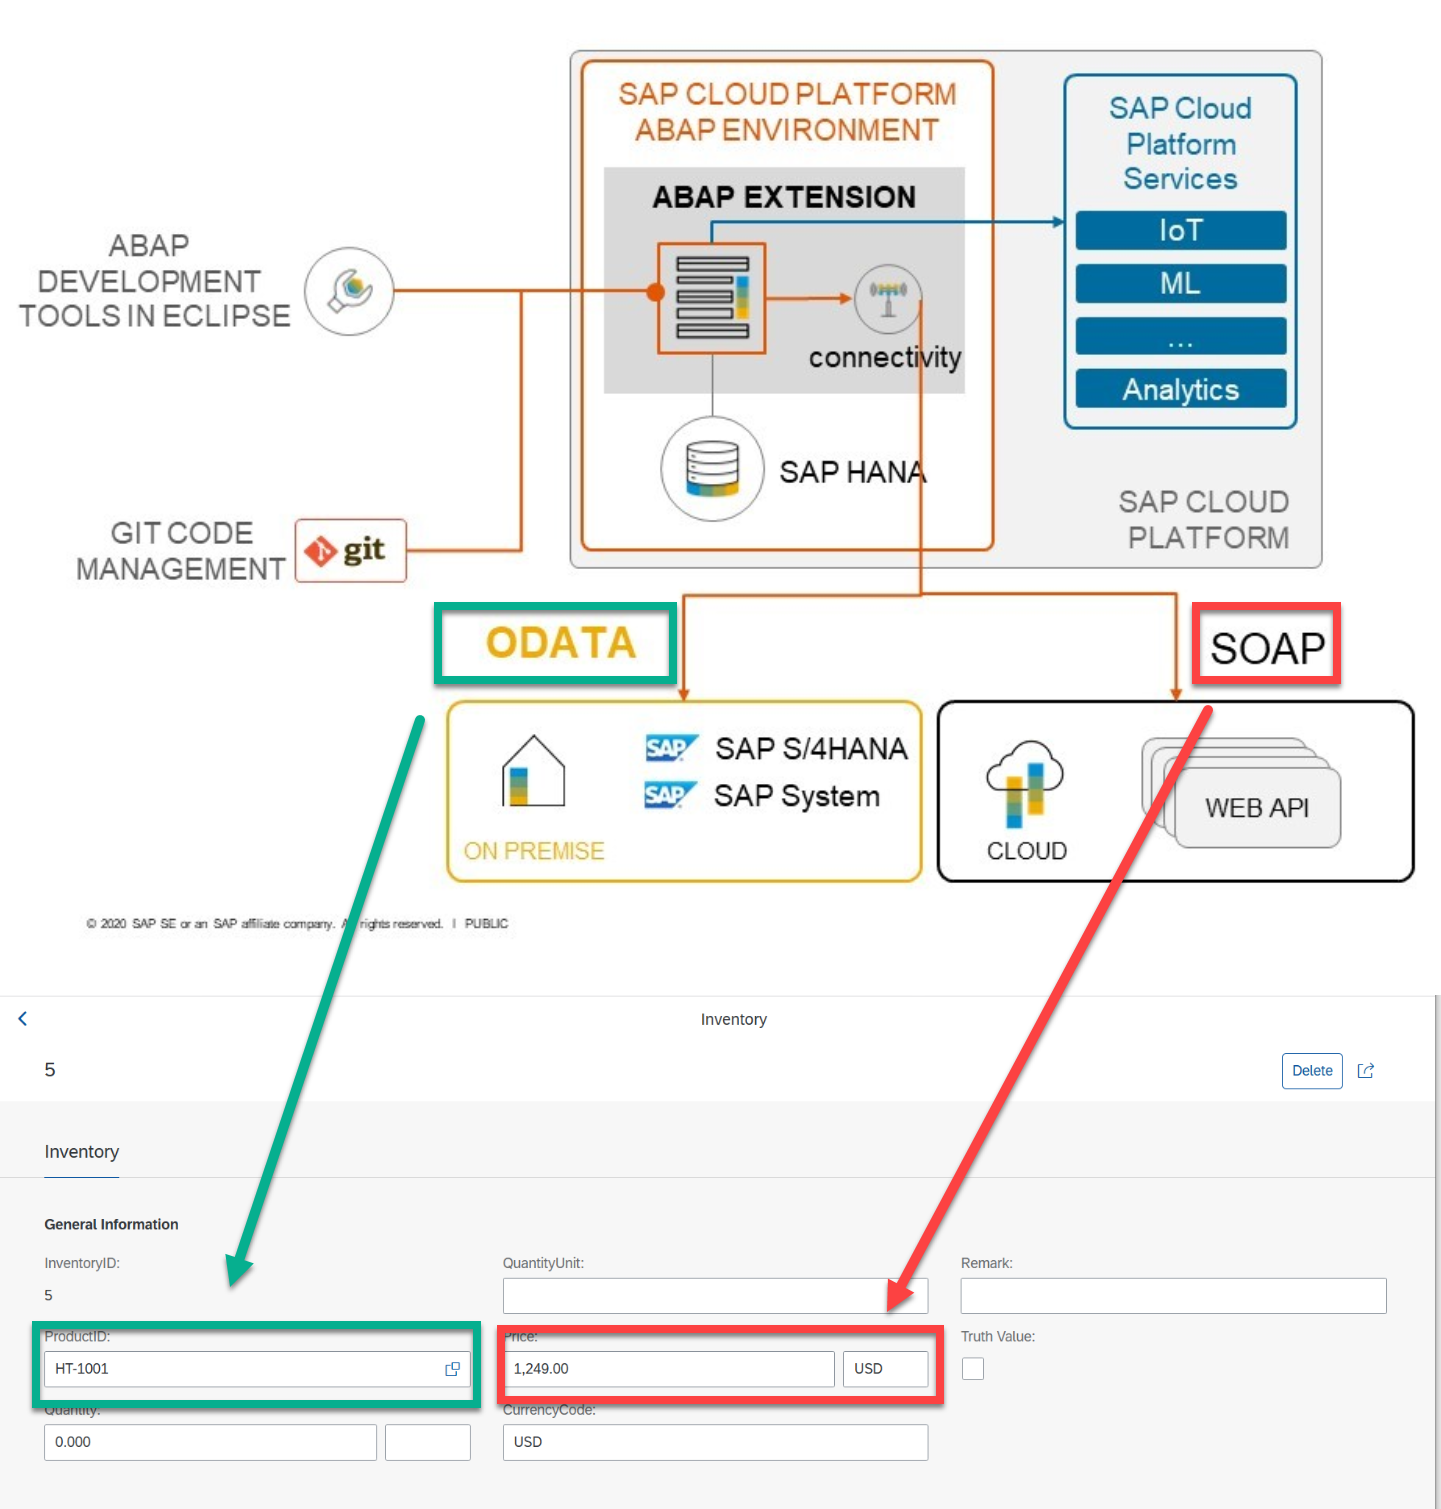 SAP CLOUD PLATFORM
ABAP ENVIRONMENT
ABAP EXTENSION
SAP Cloud
Platform
Services
IoT
ML
...
Analytics
ABAP
DEVELOPMENT
TOOLS IN ECLIPSE
connectivity
SAP HANA
SAP CLOUD
PLATFORM
GIT CODE
MANAGEMENT
git
ODATA
SOAP
SAP SAP S/4HANA
SAP SAP System
ON PREMISE
WEB API
CLOUD
© 2020 SAP SE or an SAP affiliate company. All rights reserved. | PUBLIC
Inventory
5
Delete
Inventory
General Information
InventoryID:
5
QuantityUnit:
Remark:
ProductID:
HT-1001
Price:
1,249.00 USD
Truth Value:
Quantity:
0.000
CurrencyCode:
USD